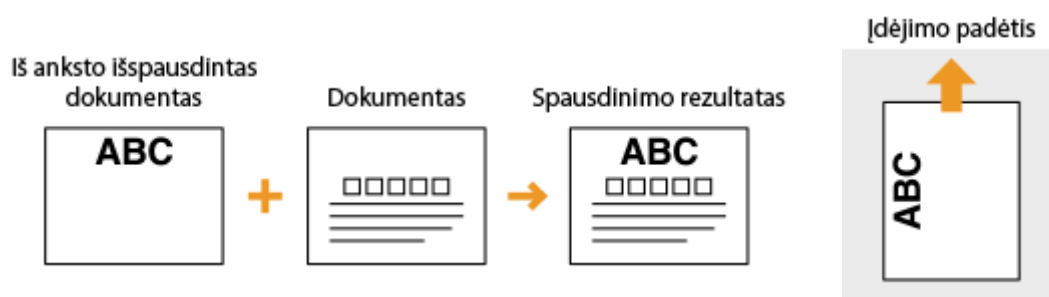 Įdėjimo padėtis
Iš anksto išspausdintas
dokumentas
Dokumentas
Spausdinimo rezultatas
ABC
ABC
ABC